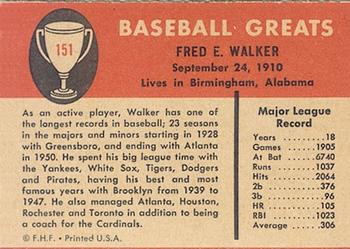 151
BASEBALL GREATS
FRED E. WALKER
September 24, 1910
Lives in Birmingham, Alabama
As an active player, Walker has one of
the longest records in baseball; 23 seasons
in the majors and minors starting in 1928
with Greensboro, and ending with Atlanta
in 1950. He spent his big league time with
the Yankees, White Sox, Tigers, Dodgers
and Pirates, having his best and most
famous years with Brooklyn from 1939 to
1947. He also managed Atlanta, Houston,
Rochester and Toronto in addition to being
a coach for the Cardinals.
© F.H.F. • Printed U.S.A.
Major League
Record
Years - 18
Games - 1905
At Bat - 6740
Runs - 1037
Hits - 2064
2b - 376
3b - 96
HR - 105
RBI - 1023
Average - .306